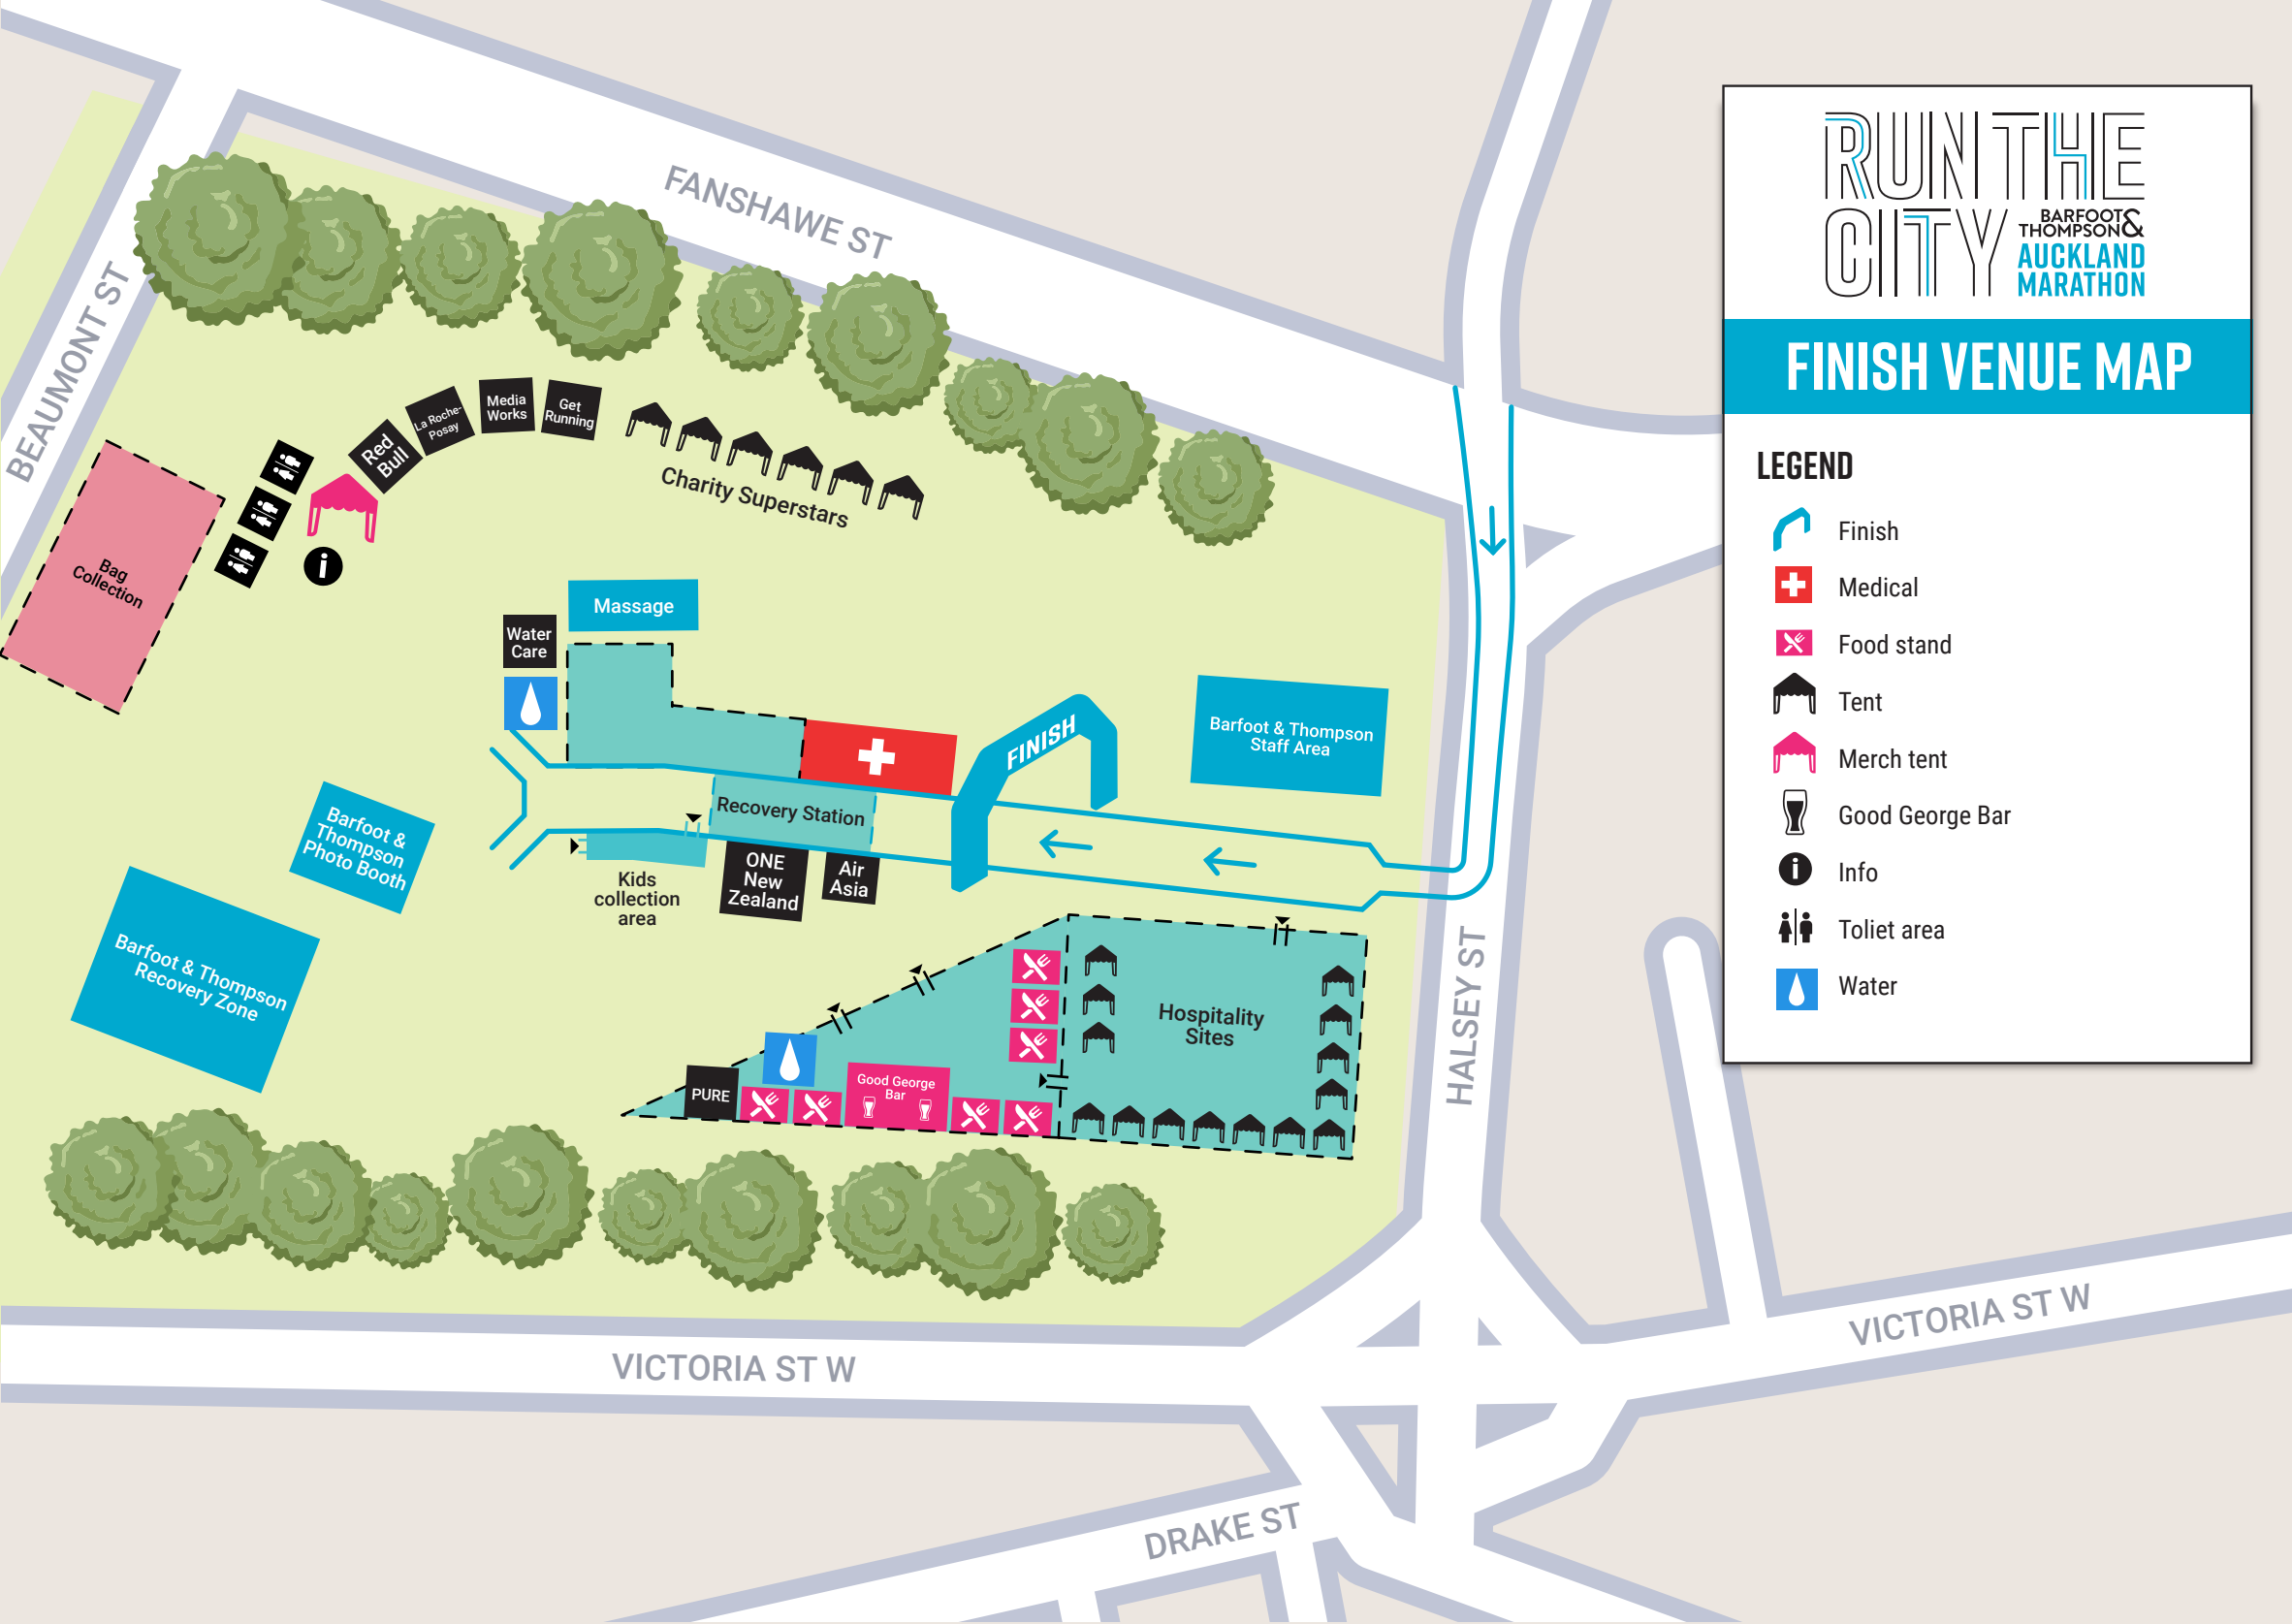 FANSHAWE ST
BEAUMONT ST
RUN THE
CITY
BARFOOT&
THOMPSON
AUCKLAND
MARATHON
FINISH VENUE MAP
LEGEND
Finish
Medical
Food stand
Tent
Merch tent
Good George Bar
i
Info
Toliet area
Water
Red
Bull
La Roche-
Posay
Media
Works
Get
Running
Charity Superstars
Bag
Collection
i
Massage
Water
Care
FINISH
Barfoot & Thompson
Staff Area
Recovery Station
Barfoot &
Thompson
Photo Booth
Kids
collection
area
ONE
New
Zealand
Air
Asia
Barfoot & Thompson
Recovery Zone
Hospitality
Sites
PURE
Good George
Bar
HALSEY ST
VICTORIA ST W
VICTORIA ST W
DRAKE ST